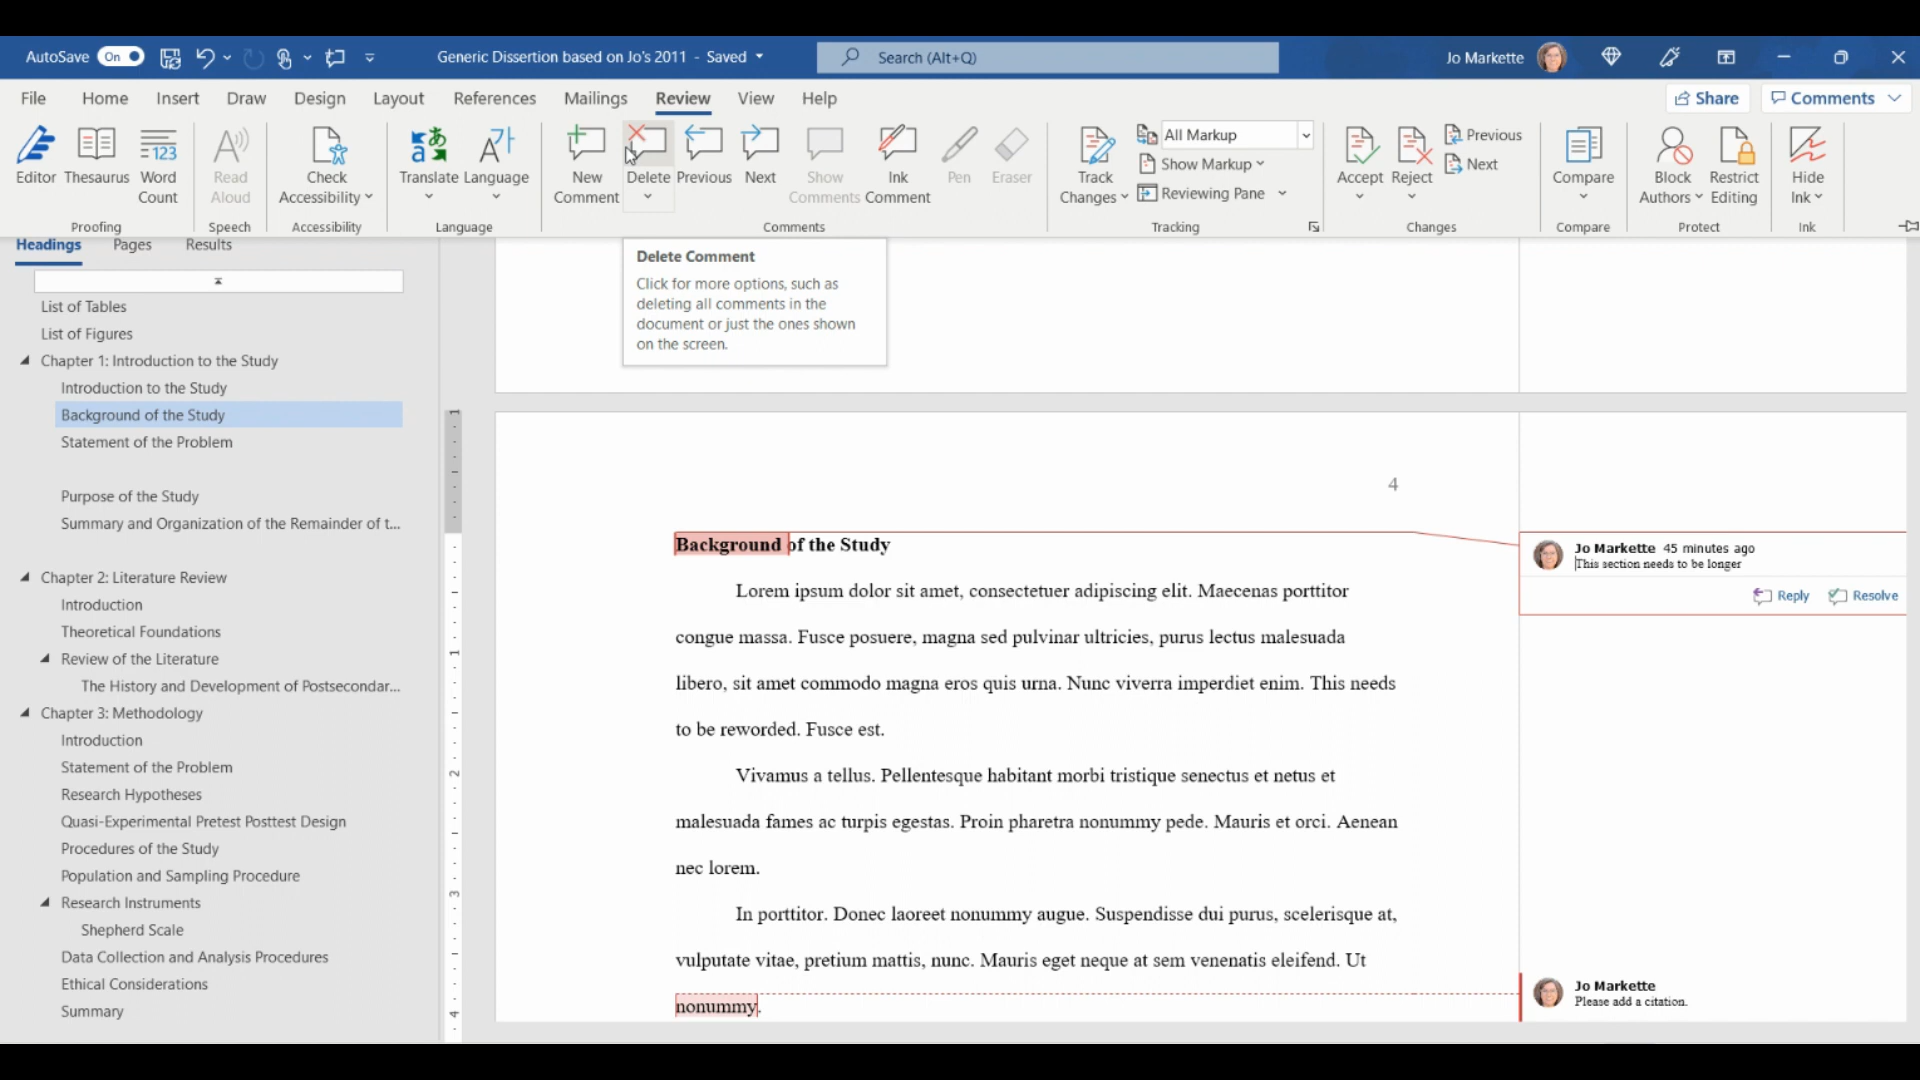 AutoSave On Generic Dissertion based on Jo's 2011 - Saved Search (Alt+Q) Jo Markette
File Home Insert Draw Design Layout References Mailings Review View Help Share Comments
Editor Thesaurus Word Count Read Aloud Check Accessibility Translate Language New Comment Delete Previous Next Show Comments Ink Comment Pen Eraser Track Changes All Markup Show Markup Reviewing Pane Accept Reject Previous Next Compare Block Authors Restrict Editing Hide Ink
Proofing Speech Accessibility Language Comments Tracking Changes Compare Protect Ink
Headings Pages Results
List of Tables
List of Figures
Chapter 1: Introduction to the Study
Introduction to the Study
Background of the Study
Statement of the Problem
Purpose of the Study
Summary and Organization of the Remainder of t...
Chapter 2: Literature Review
Introduction
Theoretical Foundations
Review of the Literature
The History and Development of Postsecondar...
Chapter 3: Methodology
Introduction
Statement of the Problem
Research Hypotheses
Quasi-Experimental Pretest Posttest Design
Procedures of the Study
Population and Sampling Procedure
Research Instruments
Shepherd Scale
Data Collection and Analysis Procedures
Ethical Considerations
Summary
Delete Comment
Click for more options, such as
deleting all comments in the
document or just the ones shown
on the screen.
1
1
2
3
4
4
Background of the Study
Lorem ipsum dolor sit amet, consectetuer adipiscing elit. Maecenas porttitor
congue massa. Fusce posuere, magna sed pulvinar ultricies, purus lectus malesuada
libero, sit amet commodo magna eros quis urna. Nunc viverra imperdiet enim. This needs
to be reworded. Fusce est.
Vivamus a tellus. Pellentesque habitant morbi tristique senectus et netus et
malesuada fames ac turpis egestas. Proin pharetra nonummy pede. Mauris et orci. Aenean
nec lorem.
In porttitor. Donec laoreet nonummy augue. Suspendisse dui purus, scelerisque at,
vulputate vitae, pretium mattis, nunc. Mauris eget neque at sem venenatis eleifend. Ut
nonummy.
Jo Markette 45 minutes ago
This section needs to be longer
Reply Resolve
Jo Markette
Please add a citation.